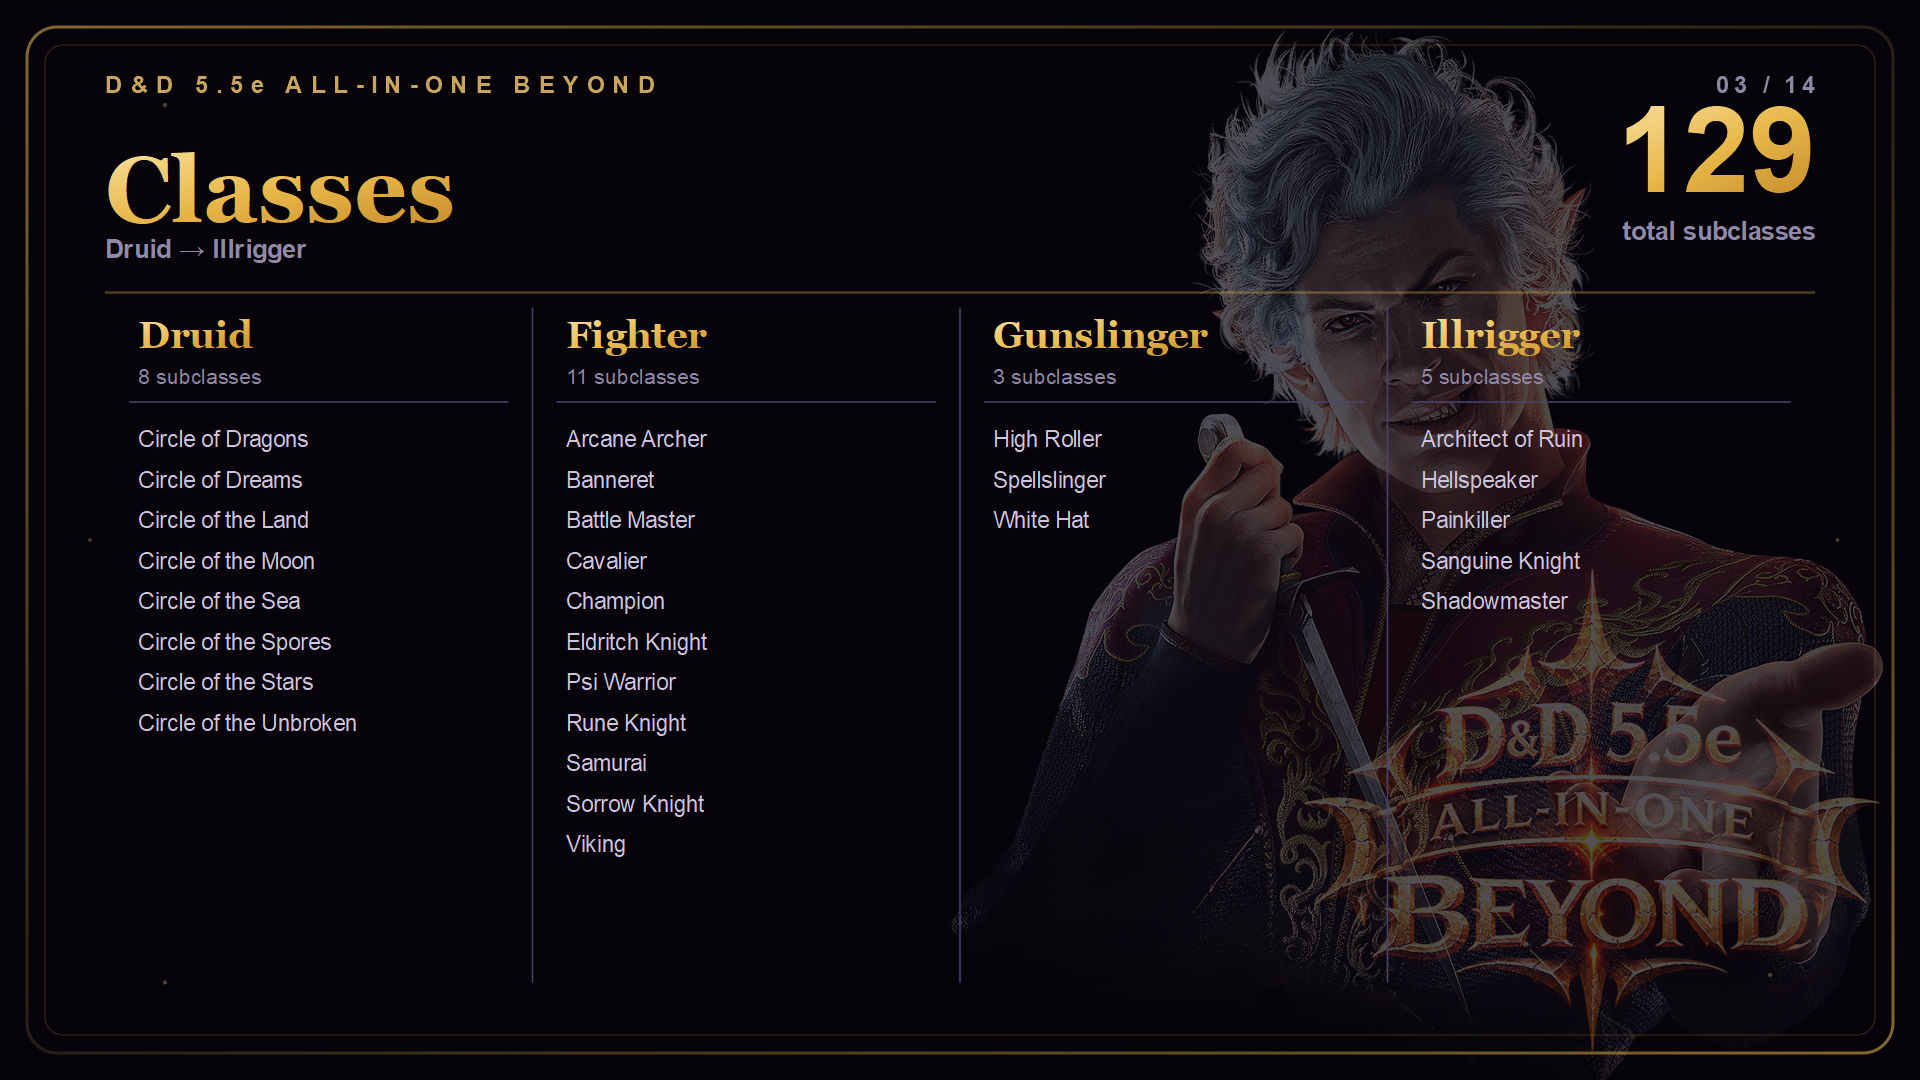 D&D 5.5e ALL-IN-ONE BEYOND
03 / 14
129
total subclasses
Classes
Druid → Illrigger
Druid
8 subclasses
Circle of Dragons
Circle of Dreams
Circle of the Land
Circle of the Moon
Circle of the Sea
Circle of the Spores
Circle of the Stars
Circle of the Unbroken
Fighter
11 subclasses
Arcane Archer
Banneret
Battle Master
Cavalier
Champion
Eldritch Knight
Psi Warrior
Rune Knight
Samurai
Sorrow Knight
Viking
Gunslinger
3 subclasses
High Roller
Spellslinger
White Hat
Illrigger
5 subclasses
Architect of Ruin
Hellspeaker
Painkiller
Sanguine Knight
Shadowmaster
D&D 5.5e
ALL-IN-ONE
BEYOND